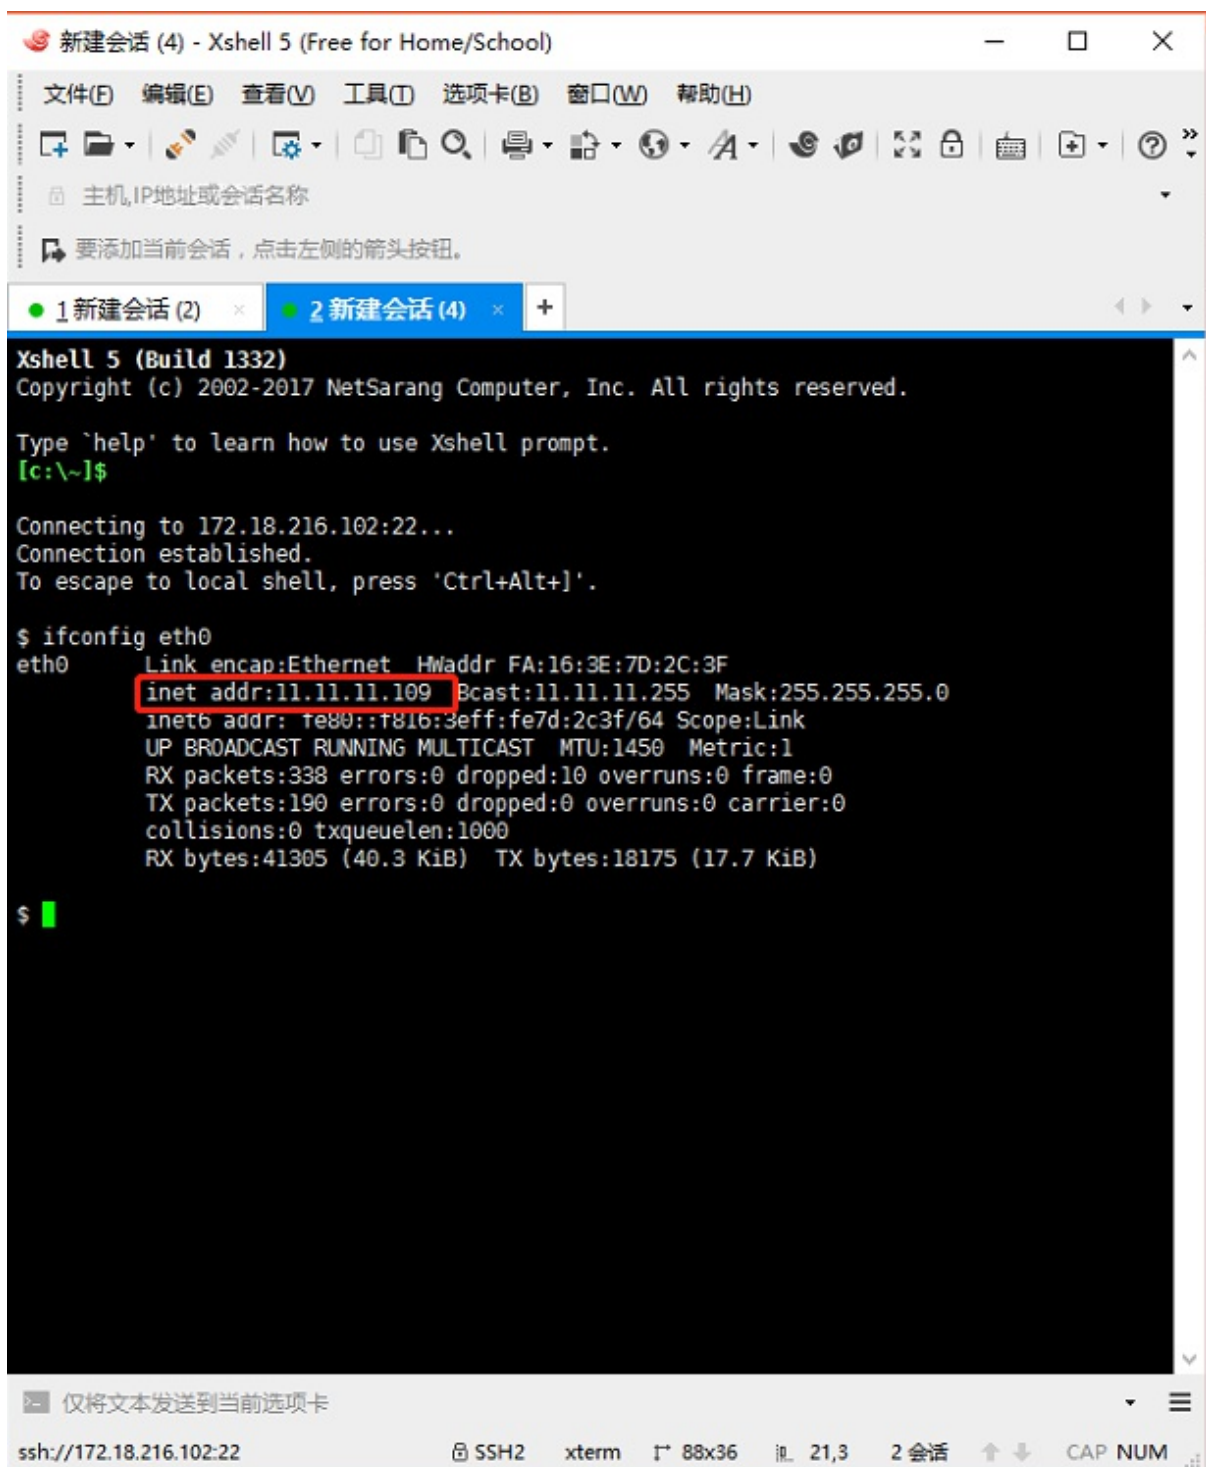 新建会话 (4) - Xshell 5 (Free for Home/School)
文件(F) 编辑(E) 查看(V) 工具(T) 选项卡(B) 窗口(W) 帮助(H)
主机,IP地址或会话名称
要添加当前会话，点击左侧的箭头按钮。
1 新建会话 (2) × 2 新建会话 (4) × +
Xshell 5 (Build 1332)
Copyright (c) 2002-2017 NetSarang Computer, Inc. All rights reserved.
Type `help' to learn how to use Xshell prompt.
[c:\~]$
Connecting to 172.18.216.102:22...
Connection established.
To escape to local shell, press 'Ctrl+Alt+]'.
$ ifconfig eth0
eth0 Link encap:Ethernet HWaddr FA:16:3E:7D:2C:3F
inet addr:11.11.11.109 Bcast:11.11.11.255 Mask:255.255.255.0
inet6 addr: fe80::f816:3eff:fe7d:2c3f/64 Scope:Link
UP BROADCAST RUNNING MULTICAST MTU:1450 Metric:1
RX packets:338 errors:0 dropped:10 overruns:0 frame:0
TX packets:190 errors:0 dropped:0 overruns:0 carrier:0
collisions:0 txqueuelen:1000
RX bytes:41305 (40.3 KiB) TX bytes:18175 (17.7 KiB)
$
仅将文本发送到当前选项卡
ssh://172.18.216.102:22 SSH2 xterm 88x36 21,3 2 会话 CAP NUM